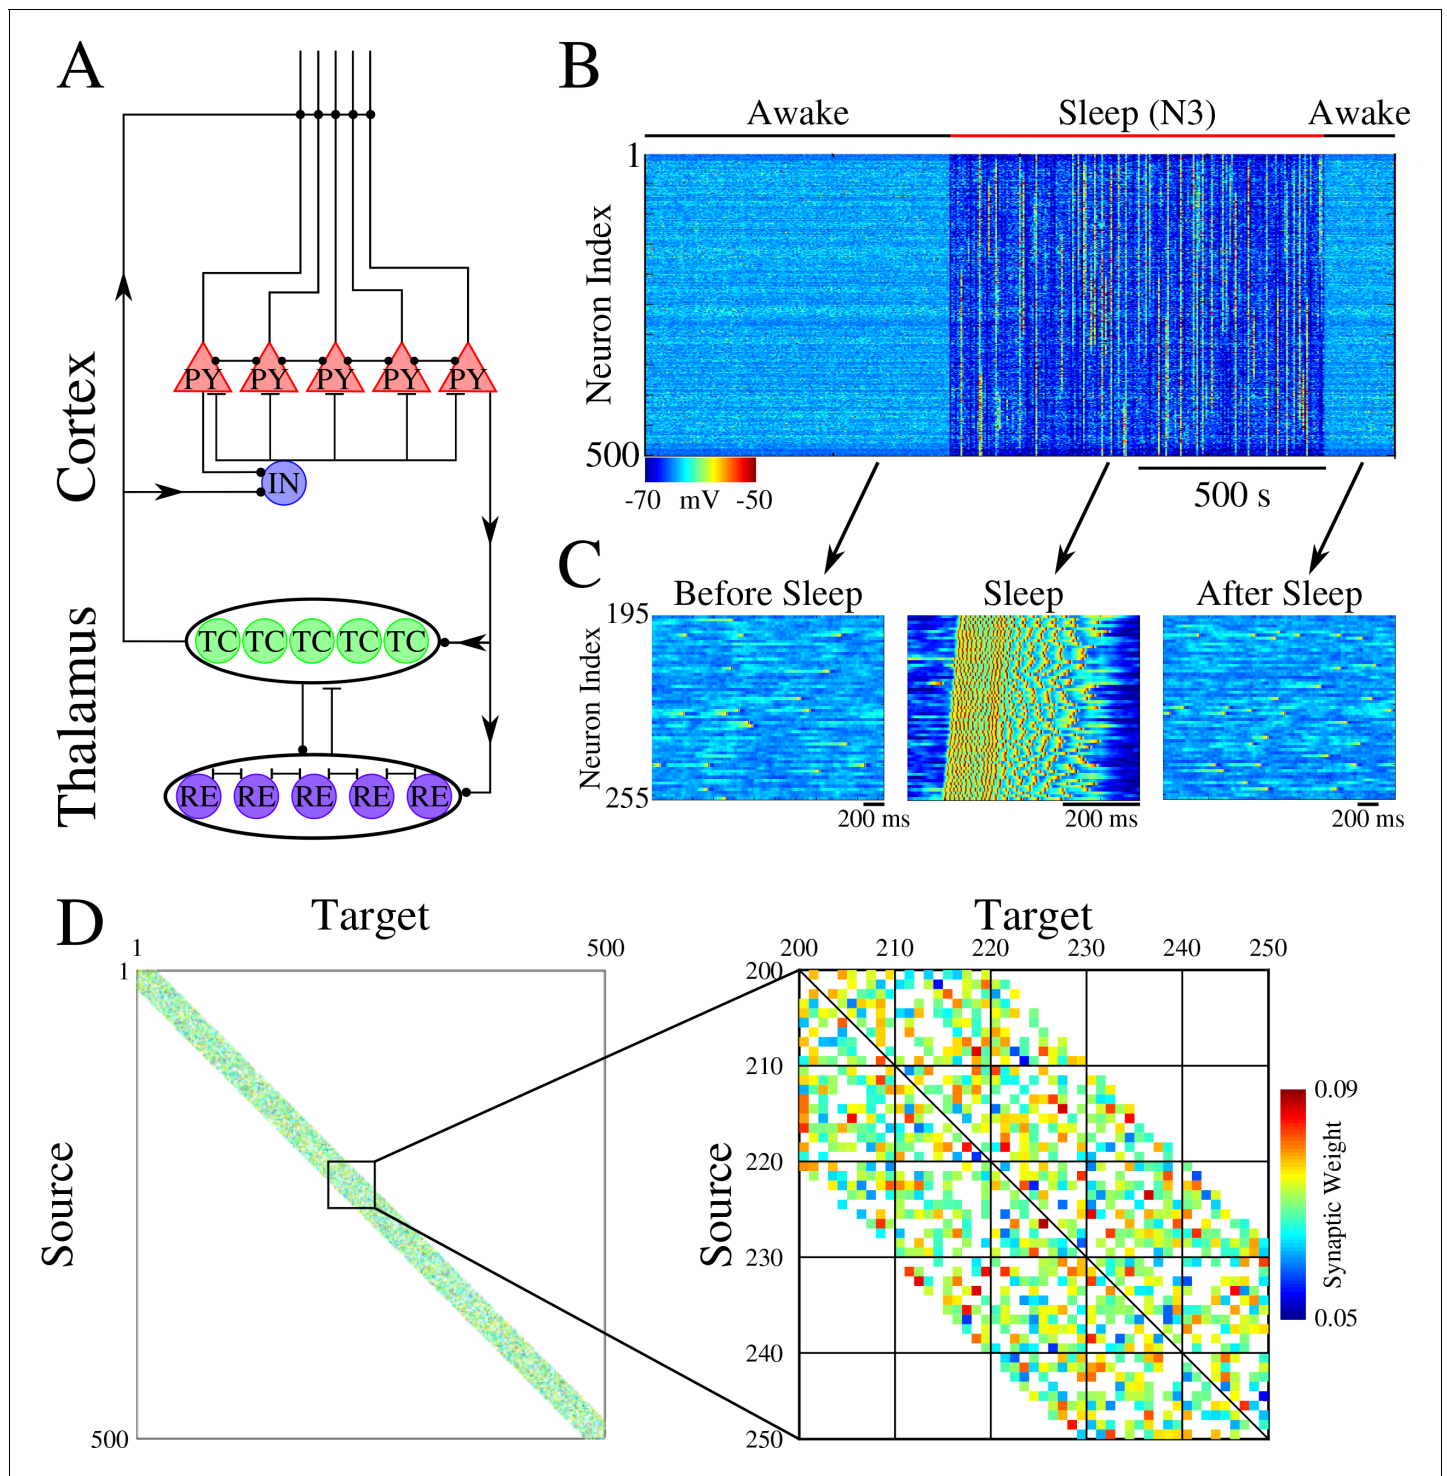 A
Cortex
PY PY PY PY PY
IN
Thalamus
TC TC TC TC TC
RE RE RE RE RE
B
Awake Sleep (N3) Awake
1
Neuron Index
500
-70 mV -50
500 s
C
Before Sleep Sleep After Sleep
195
Neuron Index
255
200 ms 200 ms 200 ms
D
Target
1 500
1
Source
500
Target
200 210 220 230 240 250
200
210
220
230
240
250
Source
0.09
Synaptic Weight
0.05